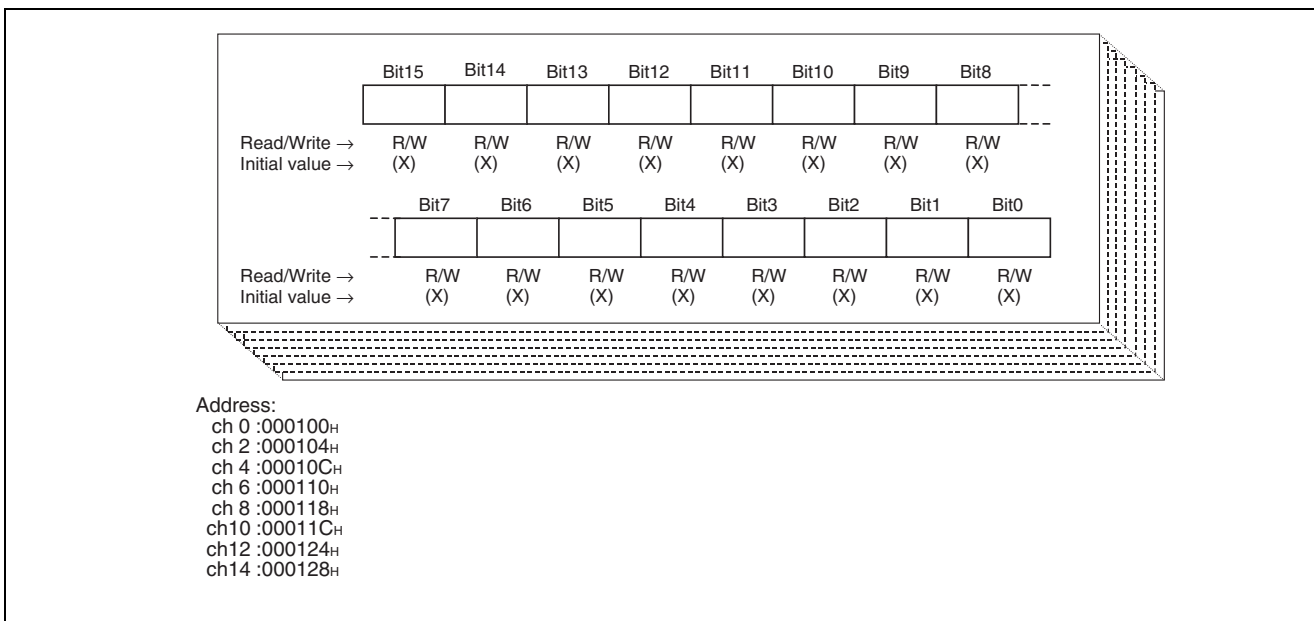 Bit15 Bit14 Bit13 Bit12 Bit11 Bit10 Bit9 Bit8
Read/Write → R/W R/W R/W R/W R/W R/W R/W R/W
Initial value → (X) (X) (X) (X) (X) (X) (X) (X)
Bit7 Bit6 Bit5 Bit4 Bit3 Bit2 Bit1 Bit0
Read/Write → R/W R/W R/W R/W R/W R/W R/W R/W
Initial value → (X) (X) (X) (X) (X) (X) (X) (X)
Address:
ch 0 :000100H
ch 2 :000104H
ch 4 :00010CH
ch 6 :000110H
ch 8 :000118H
ch10 :00011CH
ch12 :000124H
ch14 :000128H